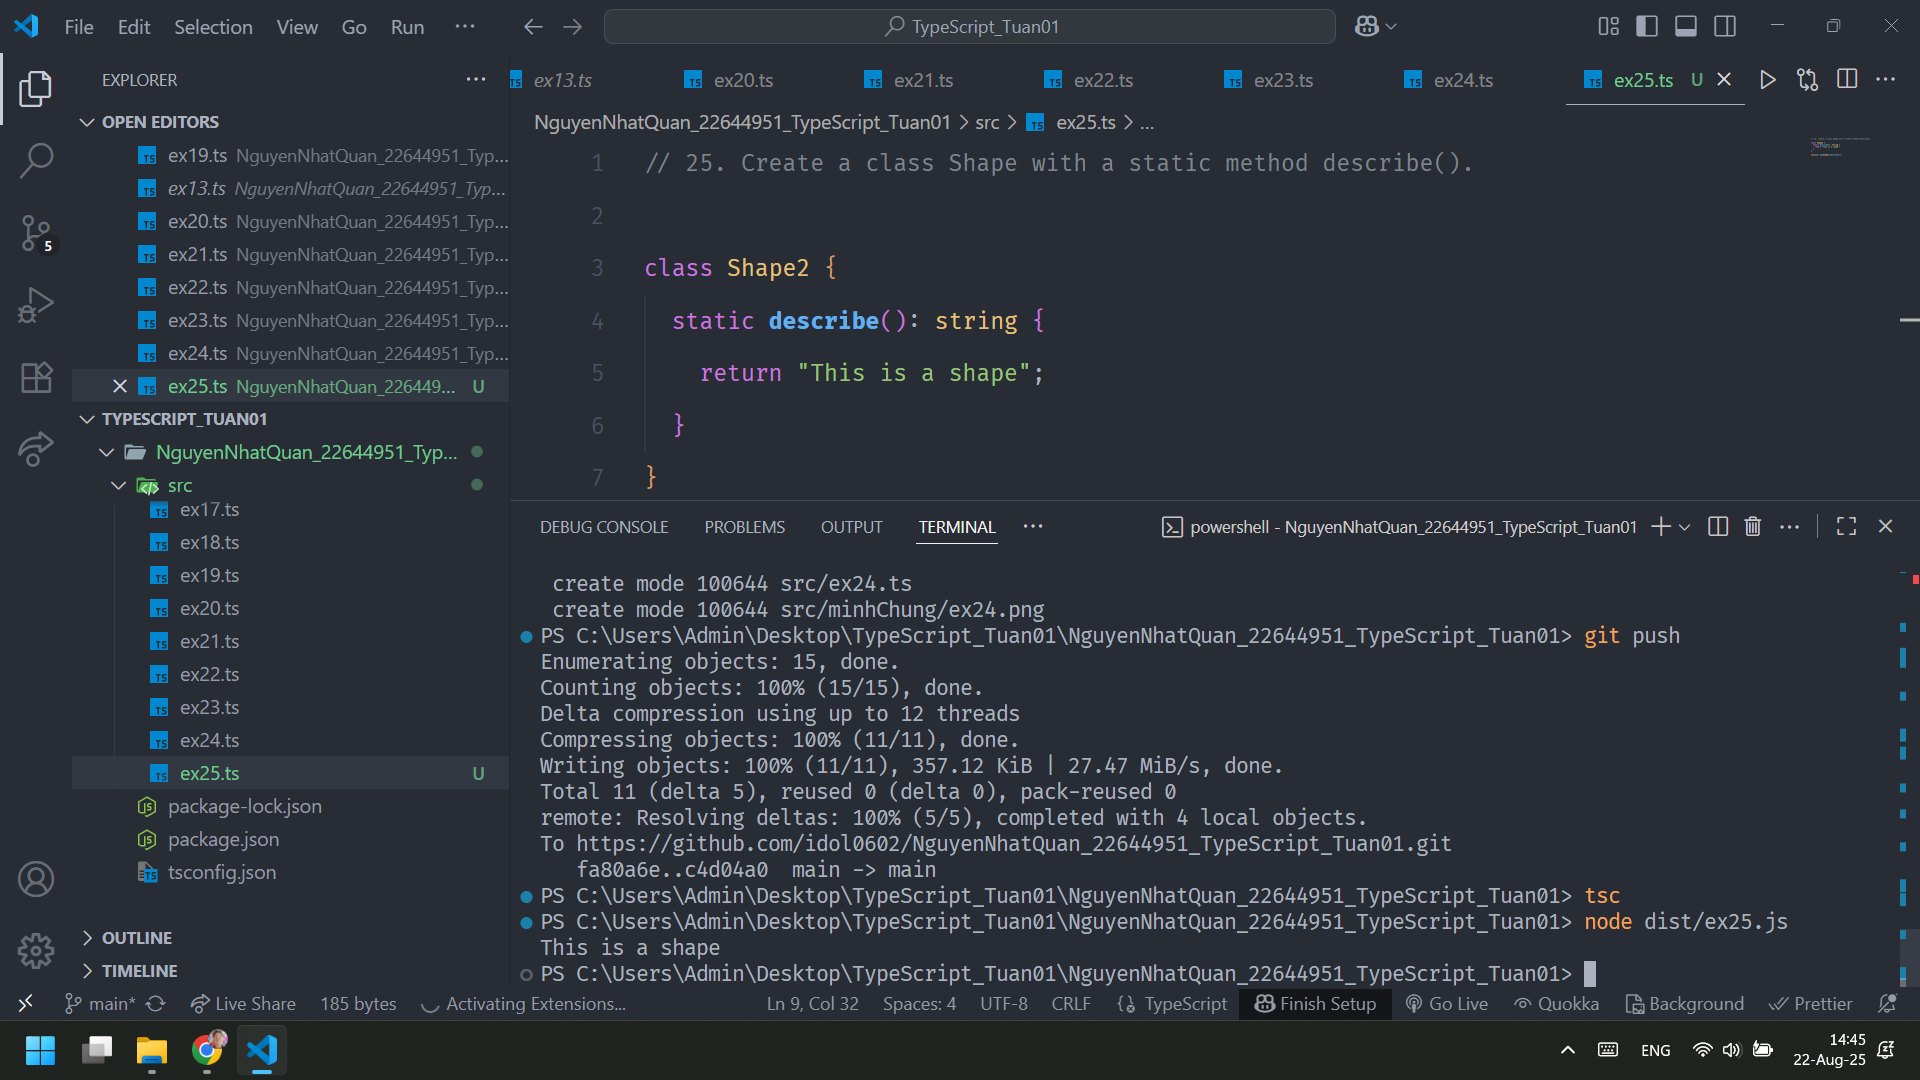 File Edit Selection View Go Run ···
TypeScript_Tuan01
EXPLORER
ex13.ts ex20.ts ex21.ts ex22.ts ex23.ts ex24.ts ex25.ts U
OPEN EDITORS
ex19.ts NguyenNhatQuan_22644951_Typ...
ex13.ts NguyenNhatQuan_22644951_Typ...
ex20.ts NguyenNhatQuan_22644951_Typ...
ex21.ts NguyenNhatQuan_22644951_Typ...
ex22.ts NguyenNhatQuan_22644951_Typ...
ex23.ts NguyenNhatQuan_22644951_Typ...
ex24.ts NguyenNhatQuan_22644951_Typ...
ex25.ts NguyenNhatQuan_226449... U
TYPESCRIPT_TUAN01
NguyenNhatQuan_22644951_Typ...
src
ex17.ts
ex18.ts
ex19.ts
ex20.ts
ex21.ts
ex22.ts
ex23.ts
ex24.ts
ex25.ts U
package-lock.json
package.json
tsconfig.json
OUTLINE
TIMELINE
5
NguyenNhatQuan_22644951_TypeScript_Tuan01 > src > ex25.ts > ...
1 // 25. Create a class Shape with a static method describe().
2
3 class Shape2 {
4 static describe(): string {
5 return "This is a shape";
6 }
7 }
DEBUG CONSOLE PROBLEMS OUTPUT TERMINAL ···
powershell - NguyenNhatQuan_22644951_TypeScript_Tuan01
create mode 100644 src/ex24.ts
create mode 100644 src/minhChung/ex24.png
PS C:\Users\Admin\Desktop\TypeScript_Tuan01\NguyenNhatQuan_22644951_TypeScript_Tuan01> git push
Enumerating objects: 15, done.
Counting objects: 100% (15/15), done.
Delta compression using up to 12 threads
Compressing objects: 100% (11/11), done.
Writing objects: 100% (11/11), 357.12 KiB | 27.47 MiB/s, done.
Total 11 (delta 5), reused 0 (delta 0), pack-reused 0
remote: Resolving deltas: 100% (5/5), completed with 4 local objects.
To https://github.com/idol0602/NguyenNhatQuan_22644951_TypeScript_Tuan01.git
fa80a6e..c4d04a0 main -> main
PS C:\Users\Admin\Desktop\TypeScript_Tuan01\NguyenNhatQuan_22644951_TypeScript_Tuan01> tsc
PS C:\Users\Admin\Desktop\TypeScript_Tuan01\NguyenNhatQuan_22644951_TypeScript_Tuan01> node dist/ex25.js
This is a shape
PS C:\Users\Admin\Desktop\TypeScript_Tuan01\NguyenNhatQuan_22644951_TypeScript_Tuan01>
main* Live Share 185 bytes Activating Extensions... Ln 9, Col 32 Spaces: 4 UTF-8 CRLF {} TypeScript Finish Setup Go Live Quokka Background Prettier
ENG
14:45
22-Aug-25